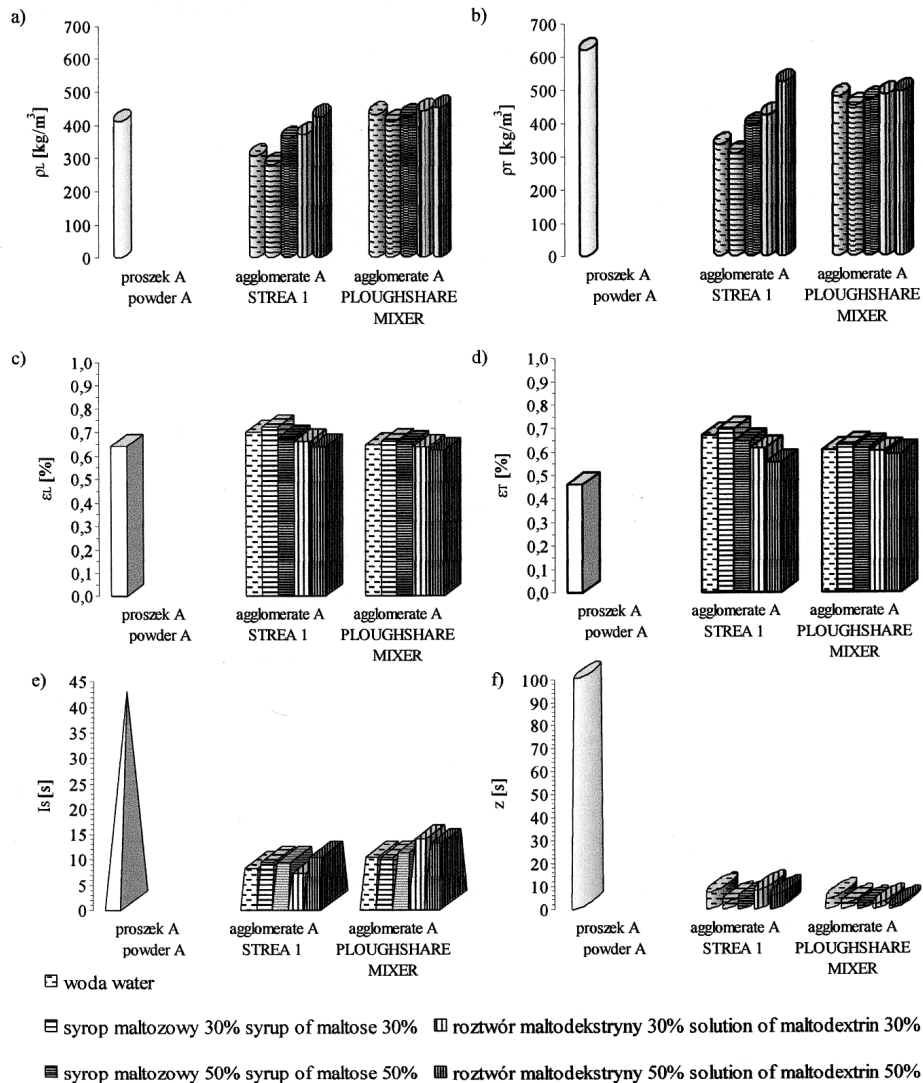 a)
700
600
500
400
300
200
100
0
ρL [kg/m³]
proszek A
powder A
agglomerate A
STREA 1
agglomerate A
PLOUGHSHARE
MIXER
b)
700
600
500
400
300
200
100
0
ρT [kg/m³]
proszek A
powder A
agglomerate A
STREA 1
agglomerate A
PLOUGHSHARE
MIXER
c)
1,0
0,9
0,8
0,7
0,6
0,5
0,4
0,3
0,2
0,1
0,0
εL [%]
proszek A
powder A
agglomerate A
STREA 1
agglomerate A
PLOUGHSHARE
MIXER
d)
1,0
0,9
0,8
0,7
0,6
0,5
0,4
0,3
0,2
0,1
0,0
εT [%]
proszek A
powder A
agglomerate A
STREA 1
agglomerate A
PLOUGHSHARE
MIXER
e)
45
40
35
30
25
20
15
10
5
0
Is [s]
proszek A
powder A
agglomerate A
STREA 1
agglomerate A
PLOUGHSHARE
MIXER
f)
100
90
80
70
60
50
40
30
20
10
0
z [s]
proszek A
powder A
agglomerate A
STREA 1
agglomerate A
PLOUGHSHARE
MIXER
woda water
syrop maltozowy 30% syrup of maltose 30% roztwór maltodekstryny 30% solution of maltodextrin 30%
syrop maltozowy 50% syrup of maltose 50% roztwór maltodekstryny 50% solution of maltodextrin 50%